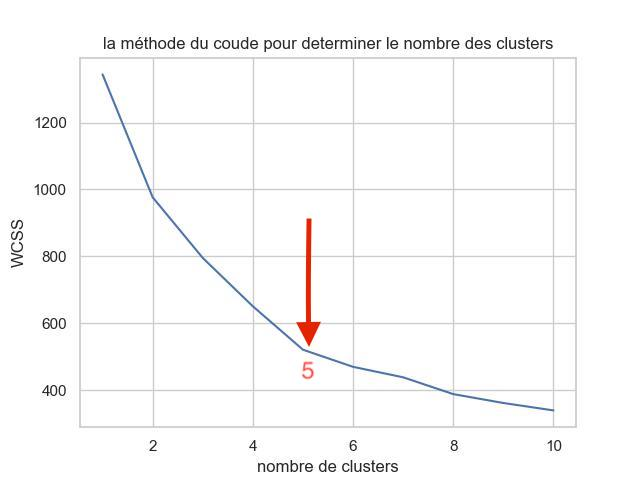 la méthode du coude pour determiner le nombre des clusters
1200
1000
800
600
400
WCSS
5
2 4 6 8 10
nombre de clusters